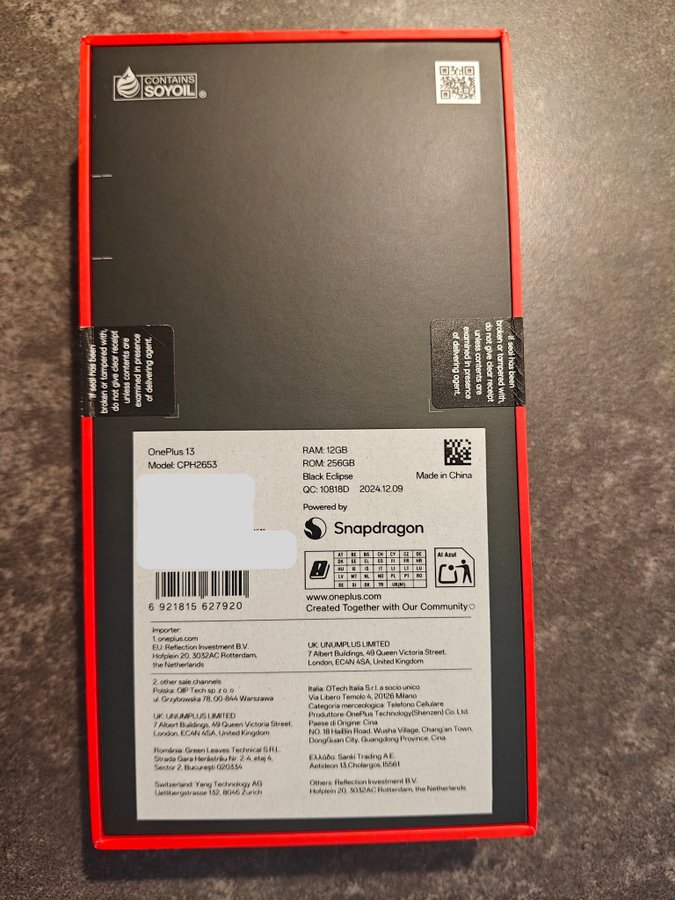 CONTAINS
SOYOIL®
If seal has been
broken or tampered with,
do not give clear receipt
unless contents are
examined in presence
of delivering agent.
If seal has been
broken or tampered with,
do not give clear receipt
unless contents are
examined in presence
of delivering agent.
OnePlus 13
Model: CPH2653
RAM: 12GB
ROM: 256GB
Black Eclipse
QC: 10818D 2024.12.09
Made in China
Powered by
Snapdragon
AT BE BG CH CY CZ DE
DK EE EL ES FI FR HR
HU IE IS IT LI LT LU
LV MT NL NO PL PT RO
SE SI SK TR UK(NI)
Al Azul
www.oneplus.com
Created Together with Our Community
6 921815 627920
Importer:
1. oneplus.com
EU: Reflection Investment B.V.
Hofplein 20, 3032AC Rotterdam,
the Netherlands
UK: UNUMPLUS LIMITED
7 Albert Buildings, 49 Queen Victoria Street,
London, EC4N 4SA, United Kingdom
2. other sale channels
Polska: QIP Tech sp. z o. o
ul. Grzybowska 78, 00-844 Warszawa
UK: UNUMPLUS LIMITED
7 Albert Buildings, 49 Queen Victoria Street,
London, EC4N 4SA, United Kingdom
România: Green Leaves Technical S.R.L.
Strada Gara Herăstrău Nr. 2-4, etaj 4,
Sector 2, București 020334
Switzerland: Yang Technology AG
Uetlibergstrasse 132, 8045 Zurich
Italia: OTech Italia S.r.l. a socio unico
Via Libero Temolo 4, 20126 Milano
Categoria merceologica: Telefono Cellulare
Produttore-OnePlus Technology(Shenzen) Co. Ltd.
Paese di Origine: Cina
NO. 18 HaiBin Road, Wusha Village, Chang'an Town,
DongGuan City, Guangdong Province, Cina
Ελλάδα: Sanki Trading A.E.
Aetideon 13,Cholargos, 15561
Others: Reflection Investment B.V.
Hofplein 20, 3032AC Rotterdam, the Netherlands